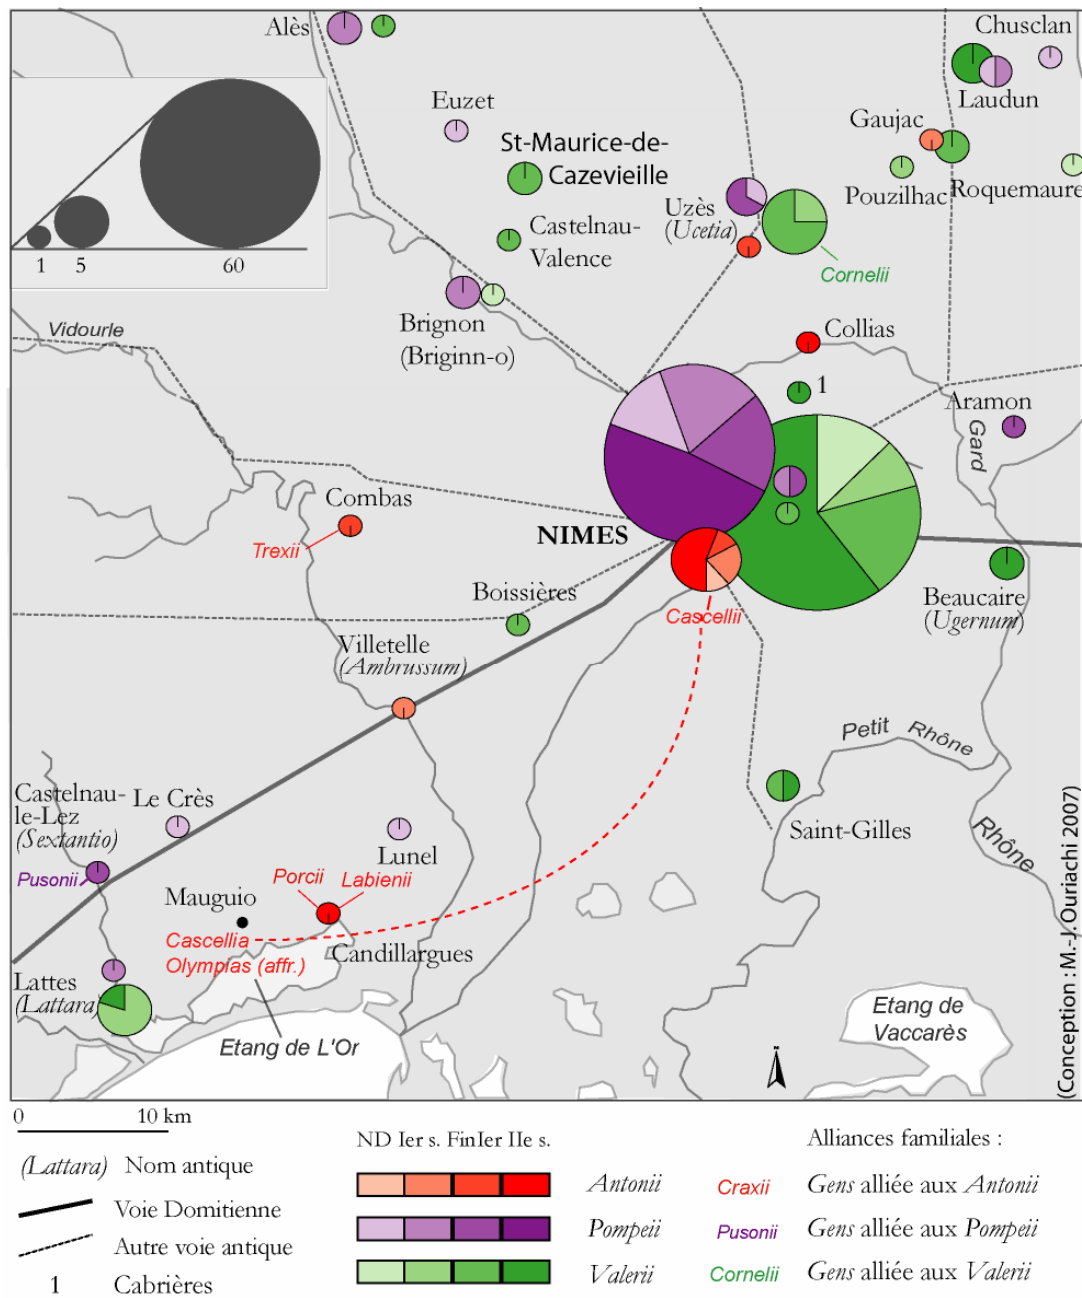 Alès
Chusclan
Laudun
Euzet
St-Maurice-de-
Cazevieille
Gaujac
Pouzilhac
Roquemaure
Uzès
(Ucetia)
Castelnau-
Valence
Cornelii
1
5
60
Brignon
(Briginn-o)
Vidourle
Collias
1
Aramon
Gard
Combas
Trexii
NIMES
Boissières
Cascellii
Beaucaire
(Ugernum)
Villetelle
(Ambrussum)
Petit Rhône
Castelnau-
le-Lez
(Sextantio)
Le Crès
Lunel
Saint-Gilles
Rhône
Pusonii
Porcii
Labienii
Mauguio
Cascellia
Olympias (affr.)
Candillargues
Lattes
(Lattara)
Etang de L'Or
Etang de
Vaccarès
(Conception : M.-J. Ouriachi 2007)
0 10 km
(Lattara) Nom antique
Voie Domitienne
Autre voie antique
1 Cabrières
ND Ier s. FinIer IIe s.
Antonii
Pompeii
Valerii
Alliances familiales :
Craxii Gens alliée aux Antonii
Pusonii Gens alliée aux Pompeii
Cornelii Gens alliée aux Valerii